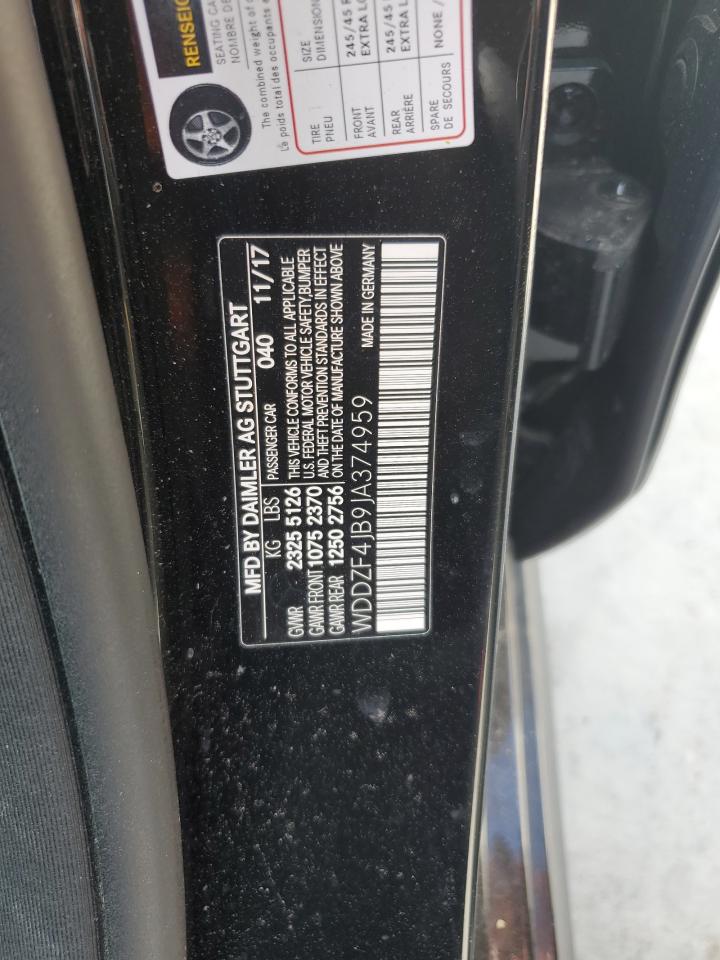 RENSEIG
SEATING CA
NOMBRE DE
The combined weight of
Le poids total des occupants e
TIRE SIZE
PNEU DIMENSION
FRONT 245/45 R
AVANT EXTRA LO
REAR 245/45
ARRIÈRE EXTRA L
SPARE NONE /
DE SECOURS
MFD BY DAIMLER AG STUTTGART
KG LBS PASSENGER CAR 040 11/17
GVWR 2325 5126 THIS VEHICLE CONFORMS TO ALL APPLICABLE
GAWR FRONT 1075 2370 U.S. FEDERAL MOTOR VEHICLE SAFETY,BUMPER
AND THEFT PREVENTION STANDARDS IN EFFECT
GAWR REAR 1250 2756 ON THE DATE OF MANUFACTURE SHOWN ABOVE
WDDZF4JB9JA374959 MADE IN GERMANY